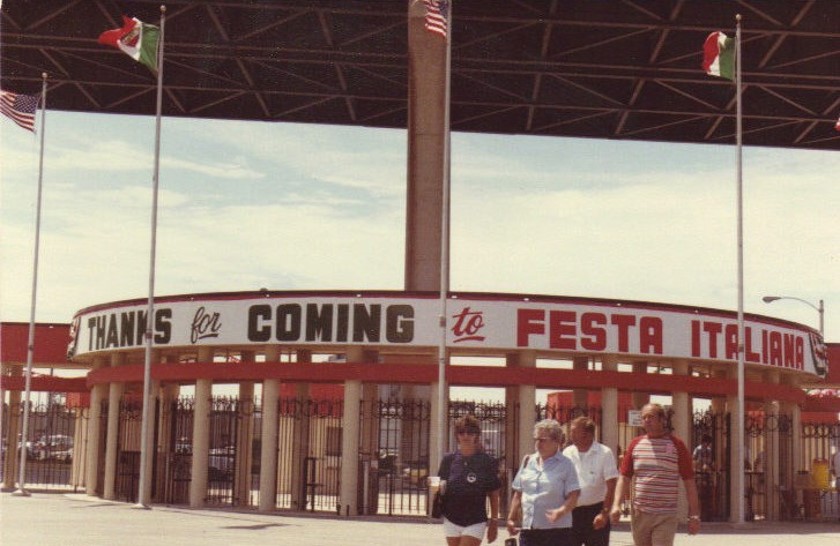 THANKS for COMING to FESTA ITALIANA